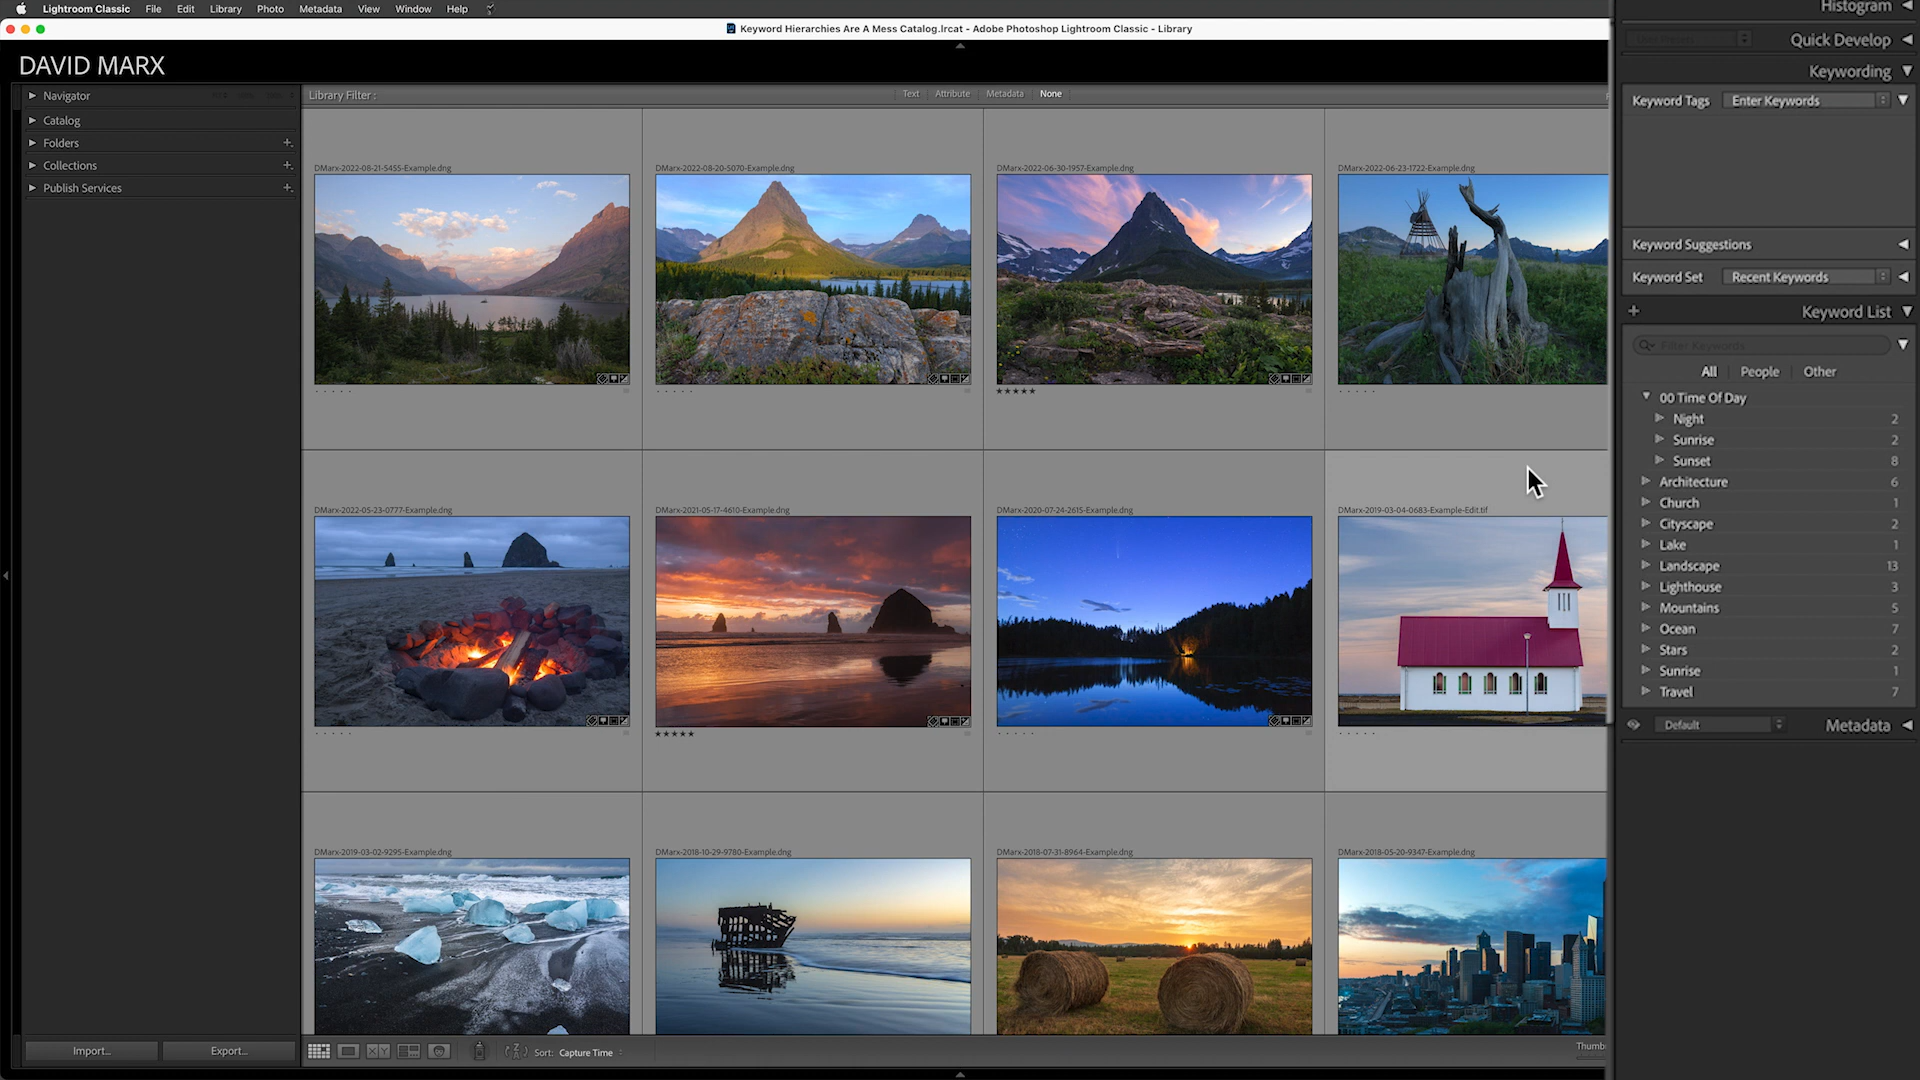 Lightroom Classic File Edit Library Photo Metadata View Window Help
Keyword Hierarchies Are A Mess Catalog.lrcat - Adobe Photoshop Lightroom Classic - Library
DAVID MARX
Navigator
Catalog
Folders
Collections
Publish Services
Import...
Export...
Library Filter :
Text Attribute Metadata None
DMarx-2022-08-21-5455-Example.dng
DMarx-2022-08-20-5070-Example.dng
DMarx-2022-06-30-1957-Example.dng
DMarx-2022-06-23-1722-Example.dng
DMarx-2022-05-23-0777-Example.dng
DMarx-2021-05-17-4610-Example.dng
DMarx-2020-07-24-2615-Example.dng
DMarx-2019-03-04-0683-Example-Edit.tif
DMarx-2019-03-02-9295-Example.dng
DMarx-2018-10-29-9780-Example.dng
DMarx-2018-07-31-8964-Example.dng
DMarx-2018-05-20-9347-Example.dng
Sort: Capture Time
Thumb
Histogram
Quick Develop
Keywording
Keyword Tags Enter Keywords
Keyword Suggestions
Keyword Set Recent Keywords
Keyword List
Filter Keywords
All People Other
00 Time Of Day
Night 2
Sunrise 2
Sunset 8
Architecture 6
Church 1
Cityscape 2
Lake 1
Landscape 13
Lighthouse 3
Mountains 5
Ocean 7
Stars 2
Sunrise 1
Travel 7
Default Metadata